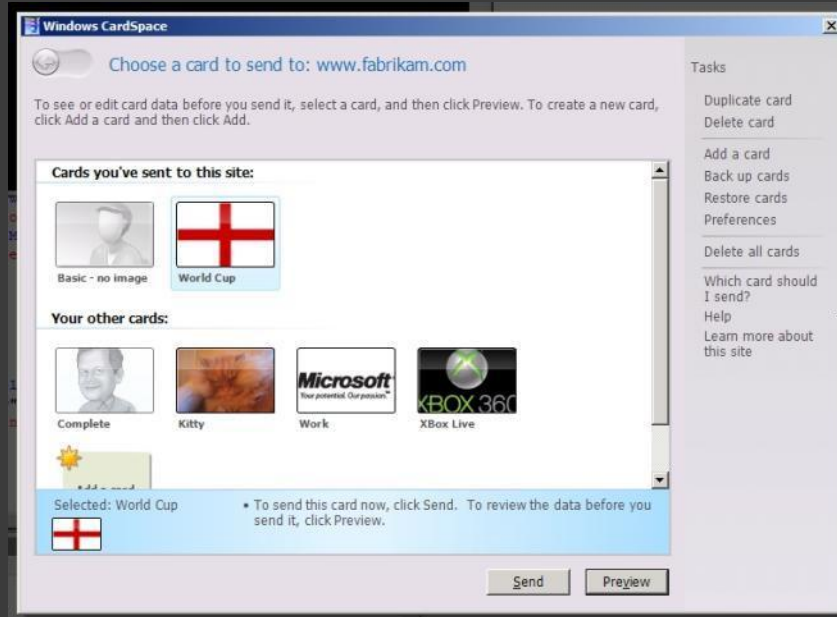 Windows CardSpace
Choose a card to send to: www.fabrikam.com
To see or edit card data before you send it, select a card, and then click Preview. To create a new card,
click Add a card and then click Add.
Cards you've sent to this site:
Basic - no image
World Cup
Your other cards:
Microsoft
Your potential. Our passion.™
XBOX 360
Complete
Kitty
Work
XBox Live
Add a card
Selected: World Cup
• To send this card now, click Send. To review the data before you
send it, click Preview.
Send
Preview
Tasks
Duplicate card
Delete card
Add a card
Back up cards
Restore cards
Preferences
Delete all cards
Which card should
I send?
Help
Learn more about
this site